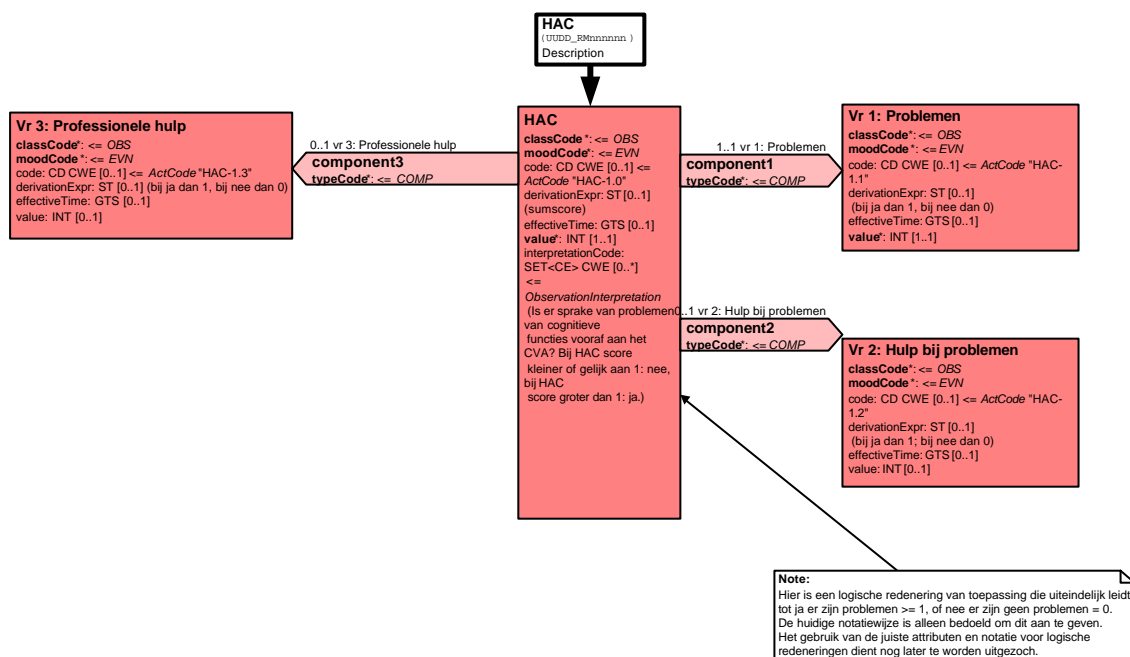 HAC
(UUDD_RMnnnnnn )
Description
Vr 3: Professionele hulp
classCode*: <= OBS
moodCode*: <= EVN
code: CD CWE [0..1] <= ActCode "HAC-1.3"
derivationExpr: ST [0..1] (bij ja dan 1, bij nee dan 0)
effectiveTime: GTS [0..1]
value: INT [0..1]
0..1 vr 3: Professionele hulp
component3
typeCode*: <= COMP
HAC
classCode*: <= OBS
moodCode*: <= EVN
code: CD CWE [0..1] <=
ActCode "HAC-1.0"
derivationExpr: ST [0..1]
(sumscore)
effectiveTime: GTS [0..1]
value*: INT [1..1]
interpretationCode:
SET<CE> CWE [0..*]
<=
ObservationInterpretation
(Is er sprake van problemen
van cognitieve
functies vooraf aan het
CVA? Bij HAC score
kleiner of gelijk aan 1: nee,
bij HAC
score groter dan 1: ja.)
1..1 vr 1: Problemen
component1
typeCode*: <= COMP
Vr 1: Problemen
classCode*: <= OBS
moodCode*: <= EVN
code: CD CWE [0..1] <= ActCode "HAC-
1.1"
derivationExpr: ST [0..1]
(bij ja dan 1, bij nee dan 0)
effectiveTime: GTS [0..1]
value*: INT [1..1]
0..1 vr 2: Hulp bij problemen
component2
typeCode*: <= COMP
Vr 2: Hulp bij problemen
classCode*: <= OBS
moodCode*: <= EVN
code: CD CWE [0..1] <= ActCode "HAC-
1.2"
derivationExpr: ST [0..1]
(bij ja dan 1; bij nee dan 0)
effectiveTime: GTS [0..1]
value: INT [0..1]
Note:
Hier is een logische redenering van toepassing die uiteindelijk leidt
tot ja er zijn problemen >= 1, of nee er zijn geen problemen = 0.
De huidige notatiewijze is alleen bedoeld om dit aan te geven.
Het gebruik van de juiste attributen en notatie voor logische
redeneringen dient nog later te worden uitgezoch.